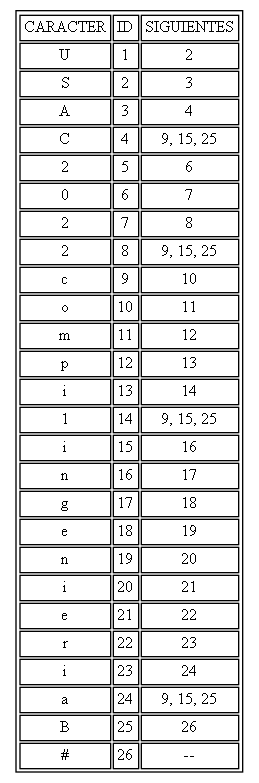 CARACTER ID SIGUIENTES
U 1 2
S 2 3
A 3 4
C 4 9, 15, 25
2 5 6
0 6 7
2 7 8
2 8 9, 15, 25
c 9 10
o 10 11
m 11 12
p 12 13
i 13 14
l 14 9, 15, 25
i 15 16
n 16 17
g 17 18
e 18 19
n 19 20
i 20 21
e 21 22
r 22 23
i 23 24
a 24 9, 15, 25
B 25 26
# 26 --